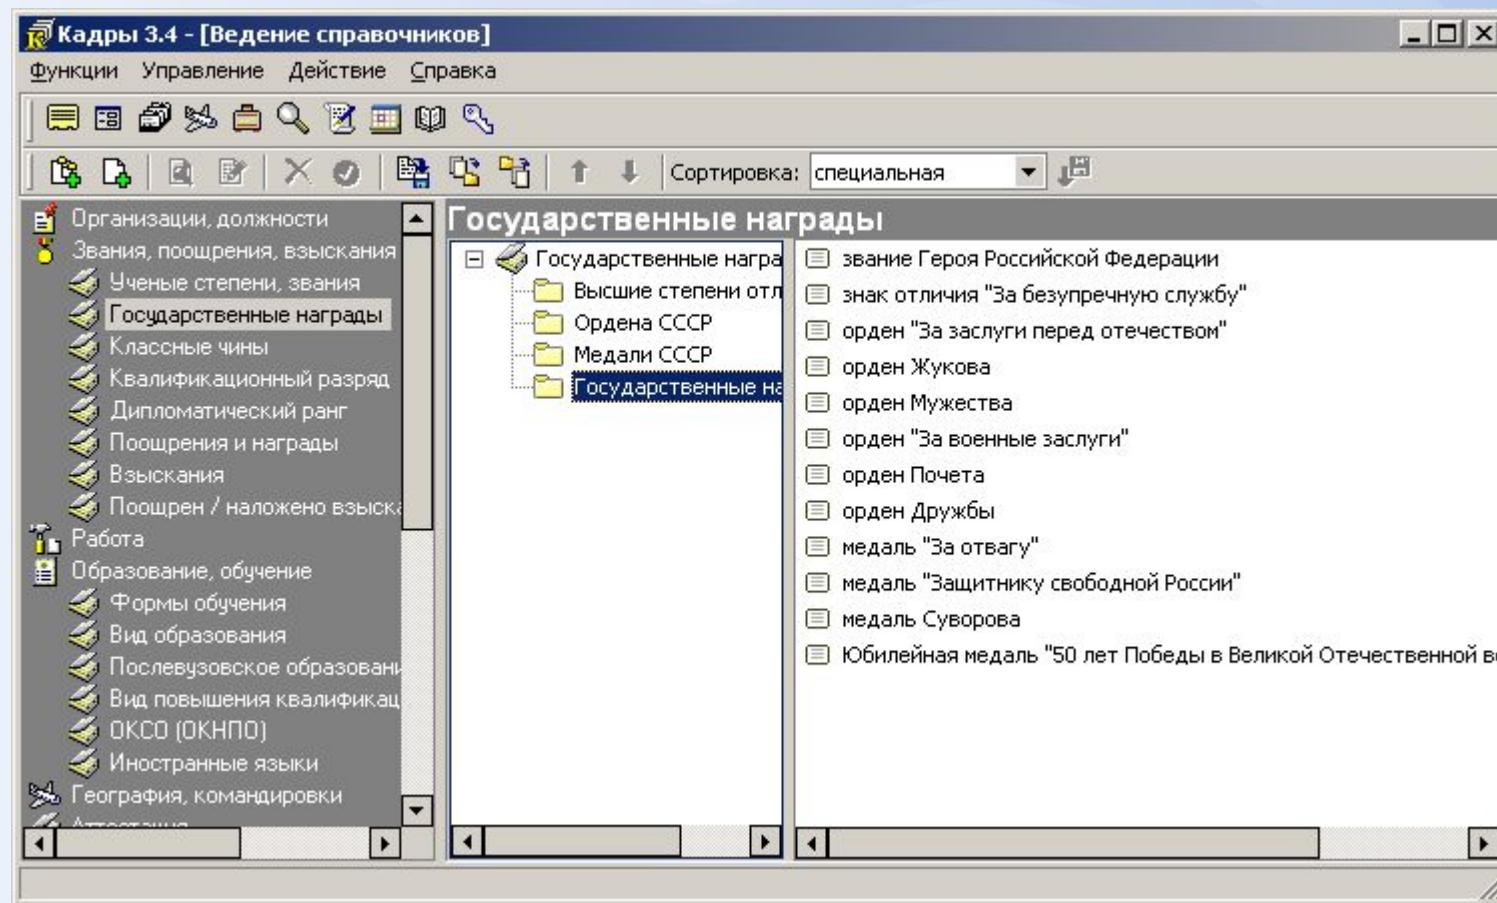 Кадры 3.4 - [Ведение справочников]
Функции Управление Действие Справка
Сортировка: специальная
Организации, должности
Звания, поощрения, взыскания
Ученые степени, звания
Государственные награды
Классные чины
Квалификационный разряд
Дипломатический ранг
Поощрения и награды
Взыскания
Поощрен / наложено взыска
Работа
Образование, обучение
Формы обучения
Вид образования
Послевузовское образовани
Вид повышения квалификац
ОКСО (ОКНПО)
Иностранные языки
География, командировки
Государственные награды
Государственные награ
Высшие степени отл
Ордена СССР
Медали СССР
Государственные на
звание Героя Российской Федерации
знак отличия "За безупречную службу"
орден "За заслуги перед отечеством"
орден Жукова
орден Мужества
орден "За военные заслуги"
орден Почета
орден Дружбы
медаль "За отвагу"
медаль "Защитнику свободной России"
медаль Суворова
Юбилейная медаль "50 лет Победы в Великой Отечественной в